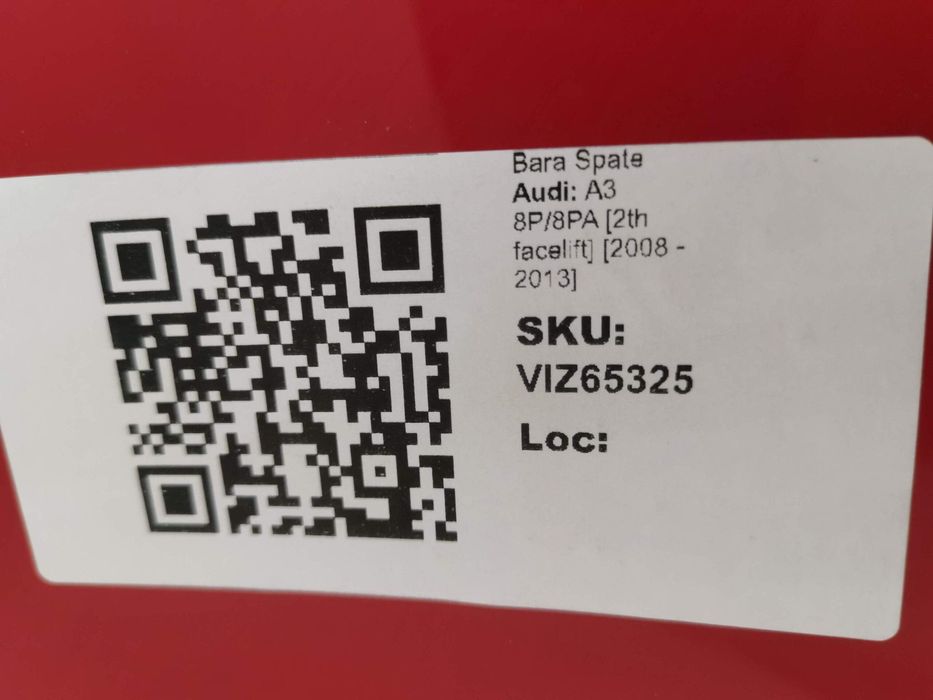 Bara Spate
Audi: A3
8P/8PA [2th
facelift] [2008 -
2013]
SKU:
VIZ65325
Loc: